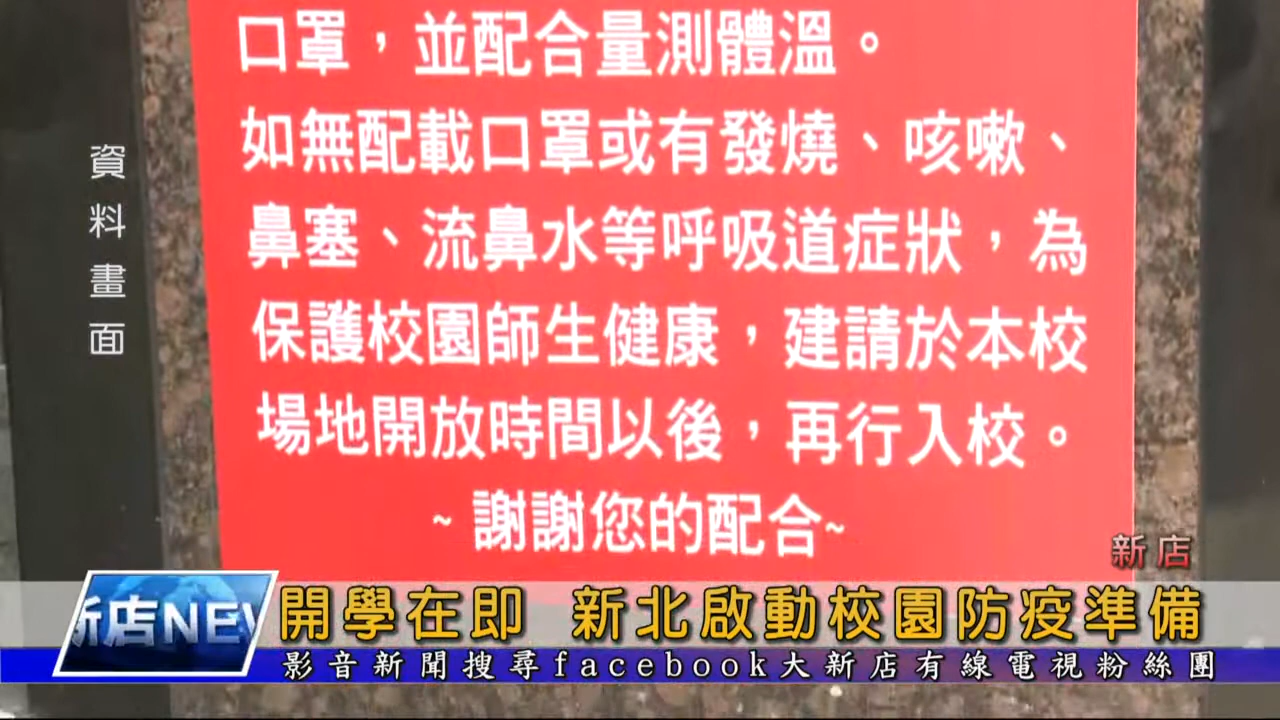 口罩，並配合量測體溫。
如無配載口罩或有發燒、咳嗽、
鼻塞、流鼻水等呼吸道症狀，為
保護校園師生健康，建請於本校
場地開放時間以後，再行入校。
~謝謝您的配合~
資料畫面
新店
新店NEW
開學在即 新北啟動校園防疫準備
影音新聞搜尋facebook大新店有線電視粉絲團